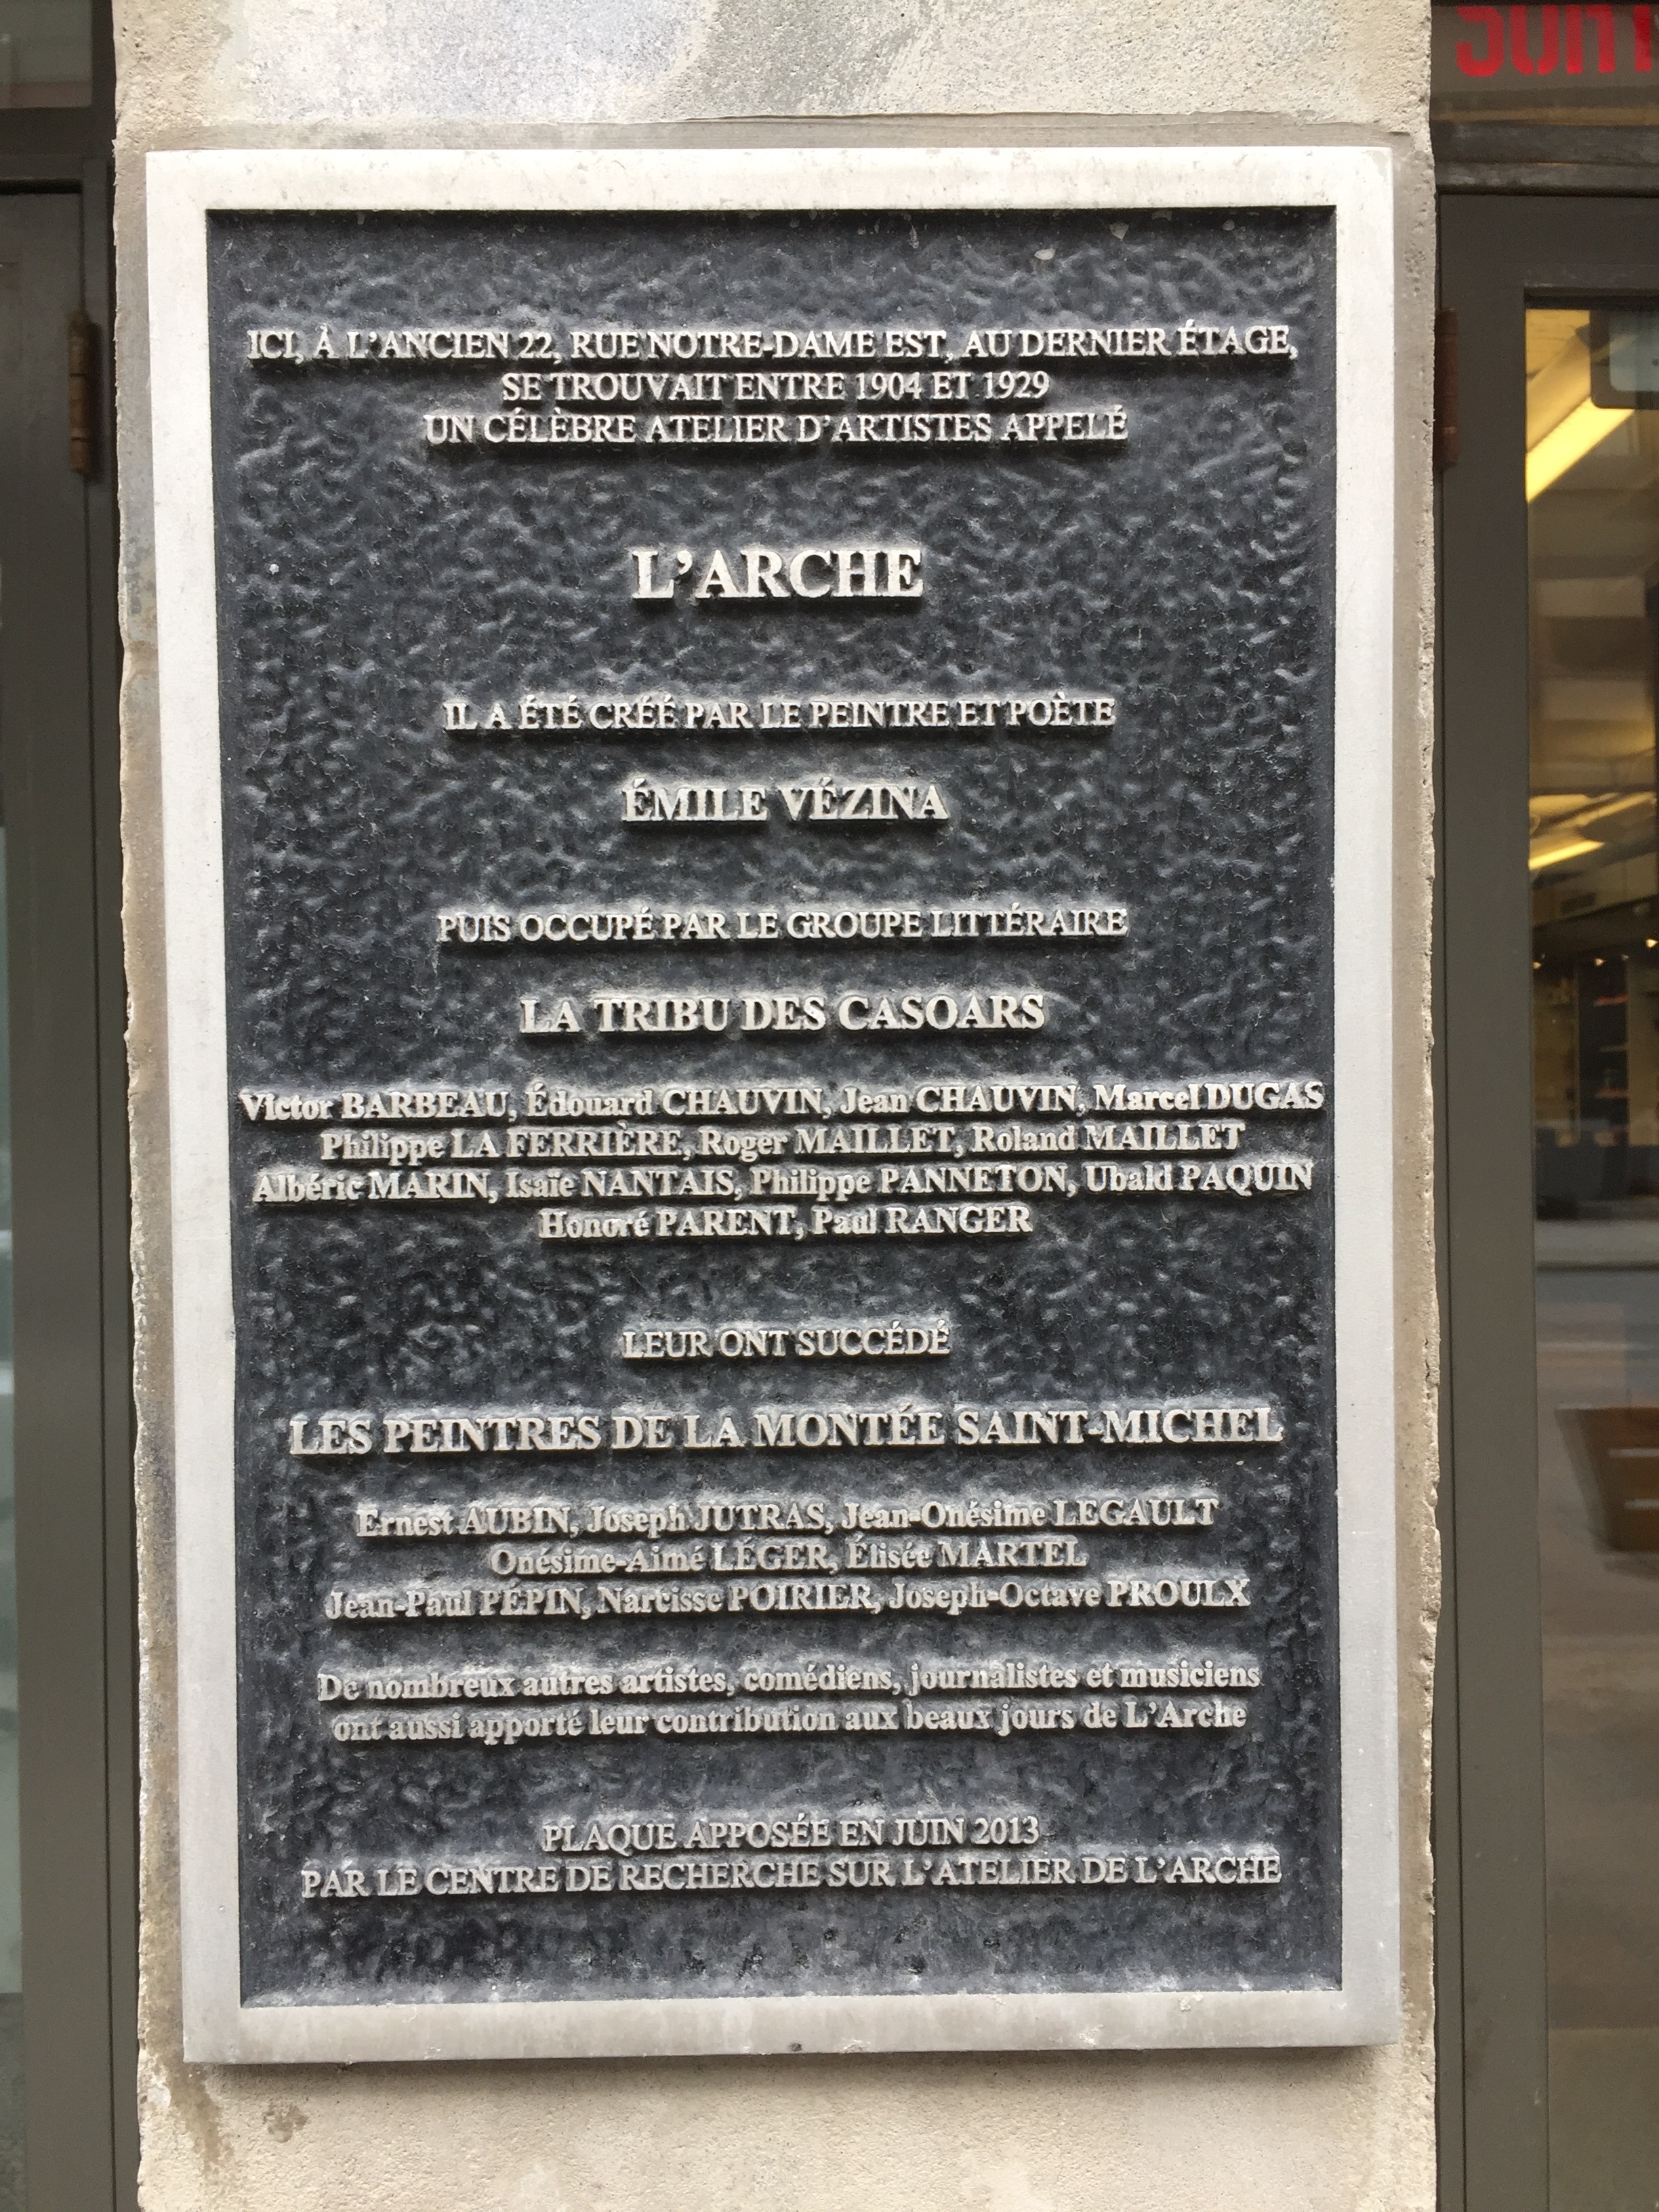 ICI, À L'ANCIEN 22, RUE NOTRE-DAME EST, AU DERNIER ÉTAGE,
SE TROUVAIT ENTRE 1904 ET 1929
UN CÉLÈBRE ATELIER D'ARTISTES APPELÉ
L'ARCHE
IL A ÉTÉ CRÉÉ PAR LE PEINTRE ET POÈTE
ÉMILE VÉZINA
PUIS OCCUPÉ PAR LE GROUPE LITTÉRAIRE
LA TRIBU DES CASOARS
Victor BARBEAU, Édouard CHAUVIN, Jean CHAUVIN, Marcel DUGAS
Philippe LA FERRIÈRE, Roger MAILLET, Roland MAILLET
Albéric MARIN, Isaïe NANTAIS, Philippe PANNETON, Ubald PAQUIN
Honoré PARENT, Paul RANGER
LEUR ONT SUCCÉDÉ
LES PEINTRES DE LA MONTÉE SAINT-MICHEL
Ernest AUBIN, Joseph JUTRAS, Jean-Onésime LEGAULT
Onésime-Aimé LÉGER, Élisée MARTEL
Jean-Paul PÉPIN, Narcisse POIRIER, Joseph-Octave PROULX
De nombreux autres artistes, comédiens, journalistes et musiciens
ont aussi apporté leur contribution aux beaux jours de L'Arche
PLAQUE APPOSÉE EN JUIN 2013
PAR LE CENTRE DE RECHERCHE SUR L'ATELIER DE L'ARCHE